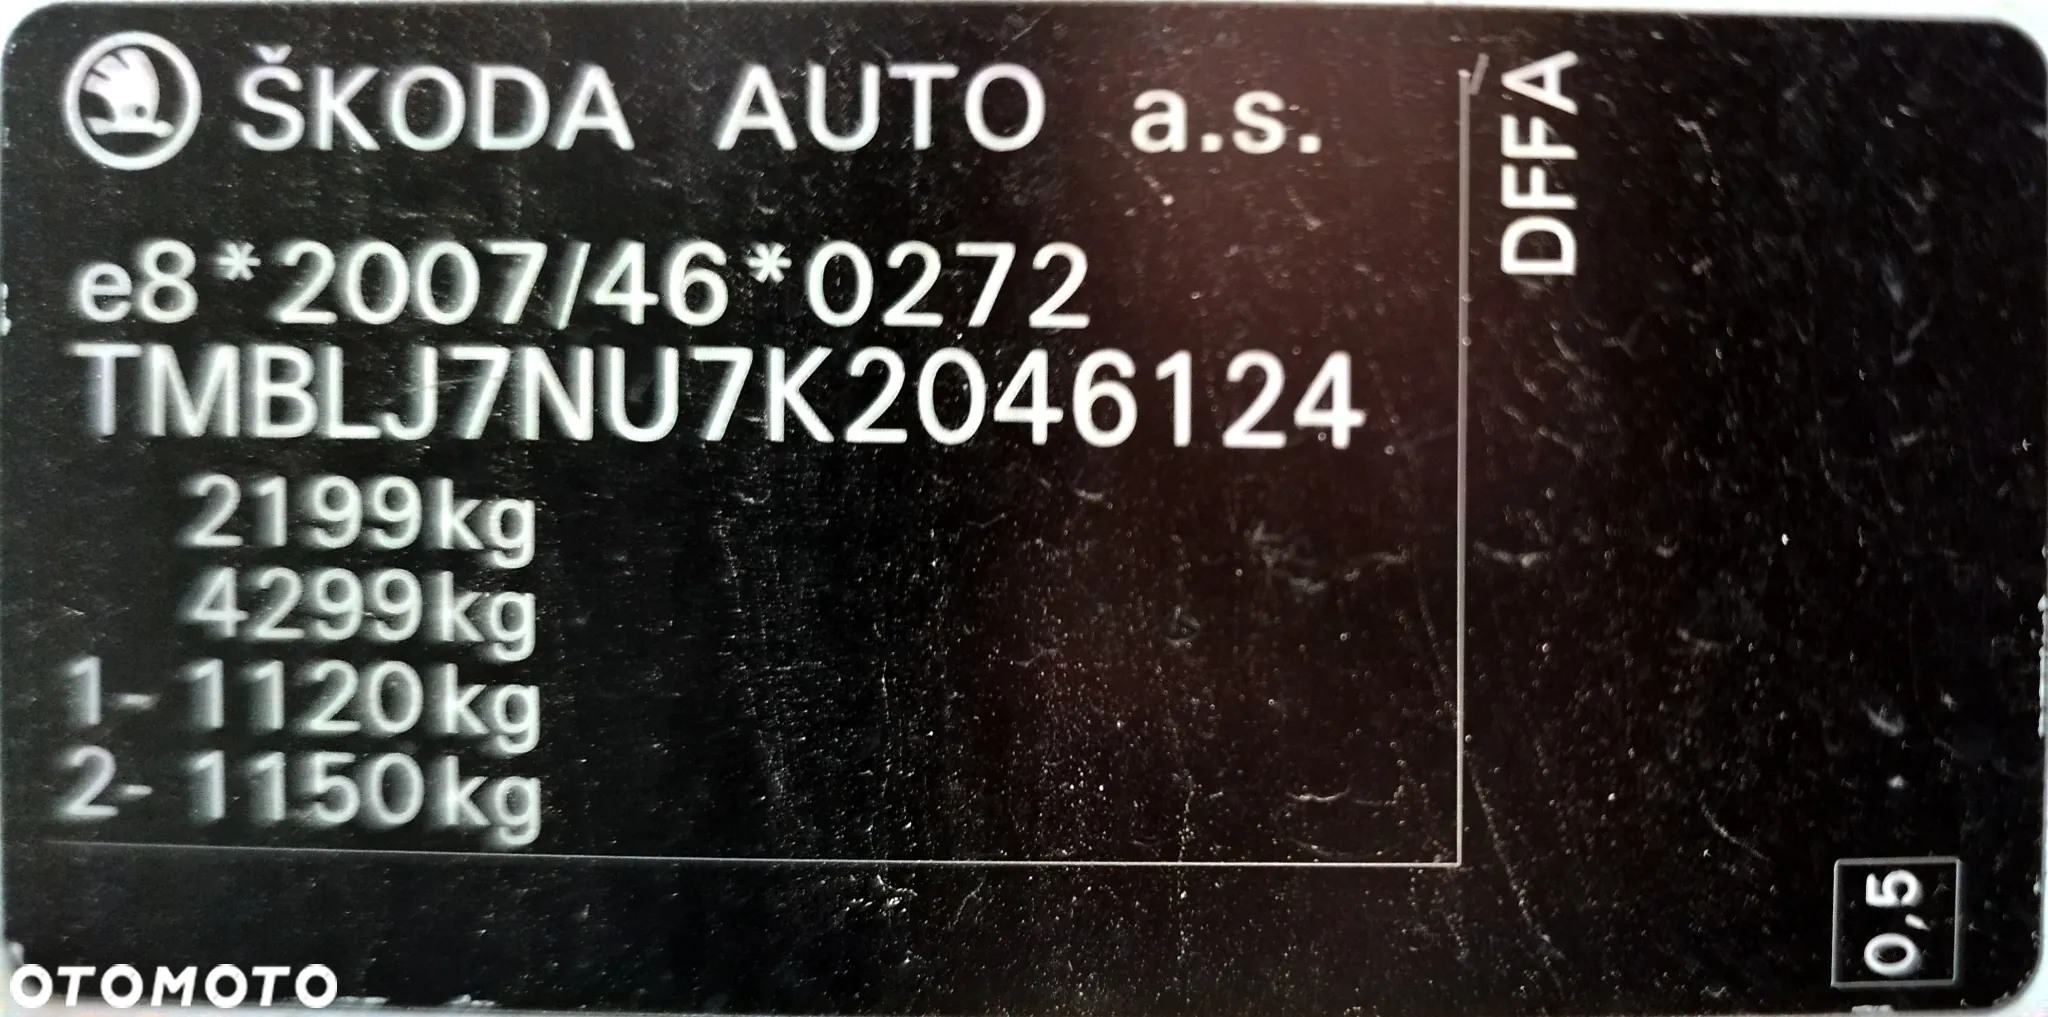 ŠKODA AUTO a.s.
e8*2007/46*0272
TMBLJ7NU7K2046124
2199kg
4299kg
1- 1120kg
2- 1150kg
DFFA
0,5
OTOMOTO